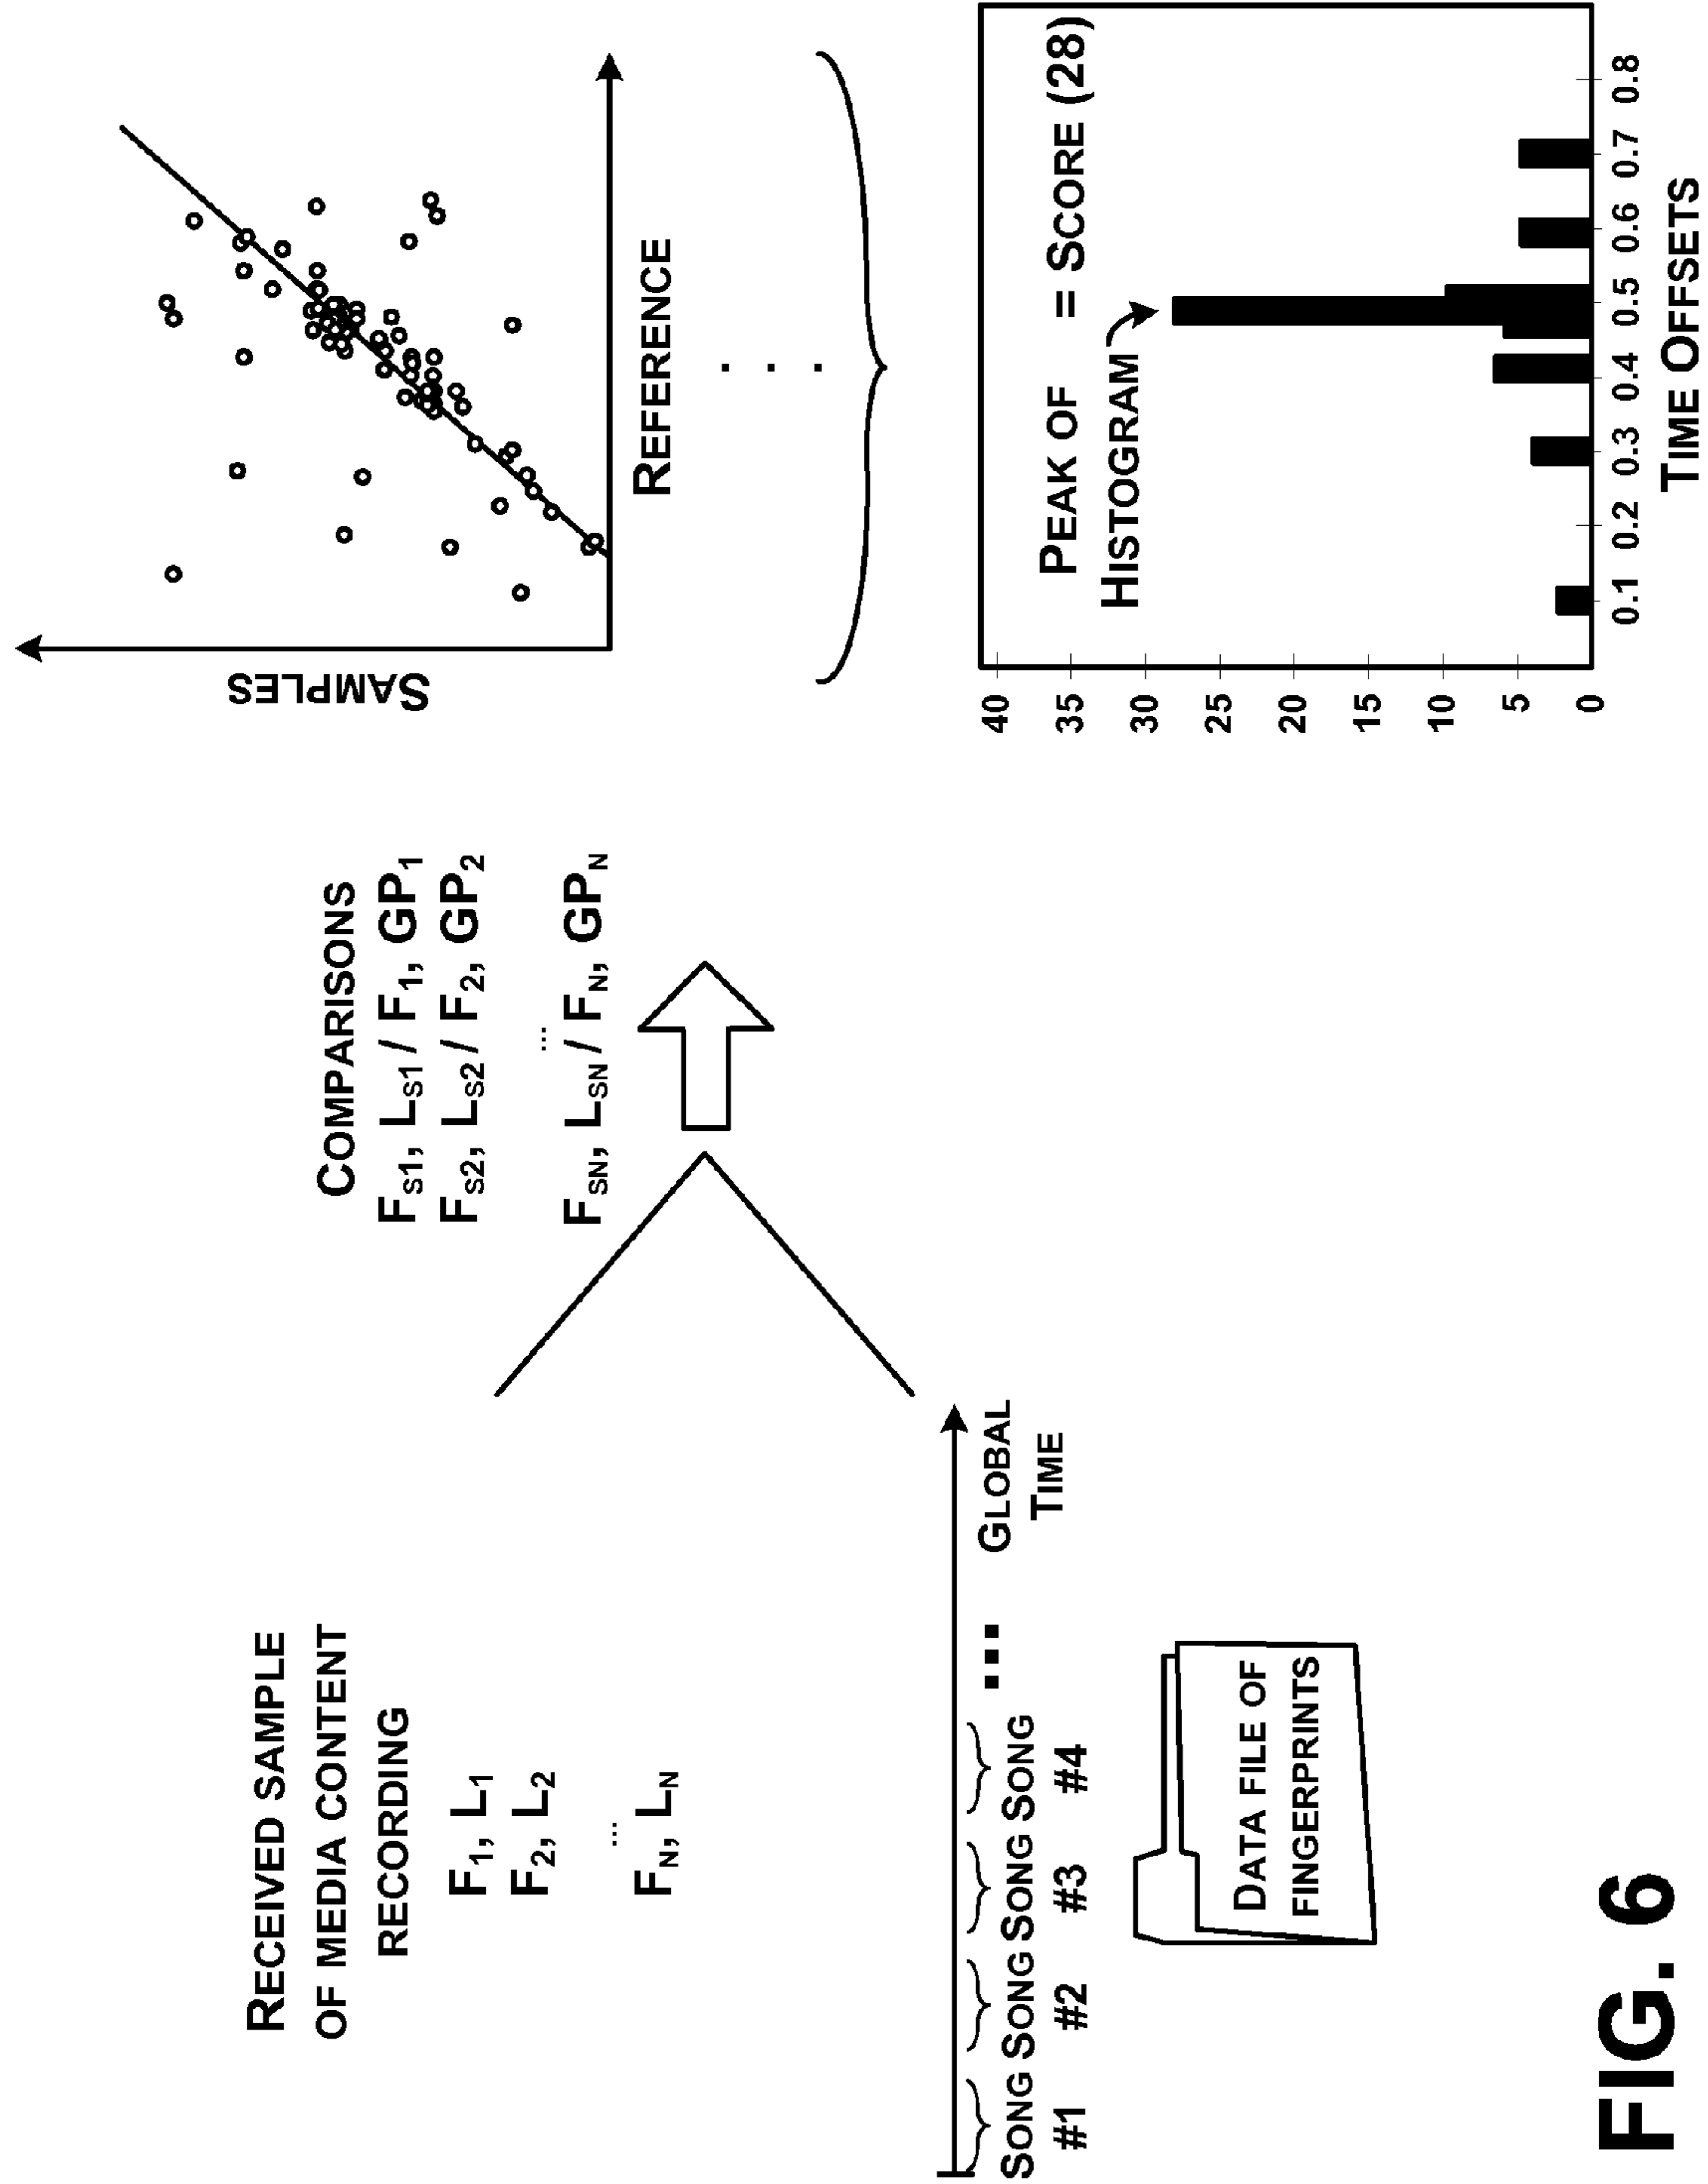 RECEIVED SAMPLE
OF MEDIA CONTENT
RECORDING
F1, L1
F2, L2
...
FN, LN
GLOBAL
TIME
SONG SONG SONG SONG ...
#1 #2 #3 #4
DATA FILE OF
FINGERPRINTS
COMPARISONS
FS1, LS1 / F1, GP1
FS2, LS2 / F2, GP2
...
FSN, LSN / FN, GPN
SAMPLES
REFERENCE
. . .
PEAK OF = SCORE (28)
HISTOGRAM
40
35
30
25
20
15
10
5
0
0.1 0.2 0.3 0.4 0.5 0.6 0.7 0.8
TIME OFFSETS
FIG. 6